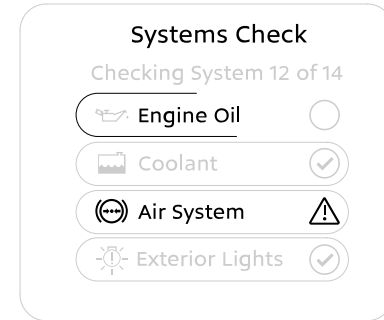 Systems Check
Checking System 12 of 14
Engine Oil
Coolant
Air System
Exterior Lights